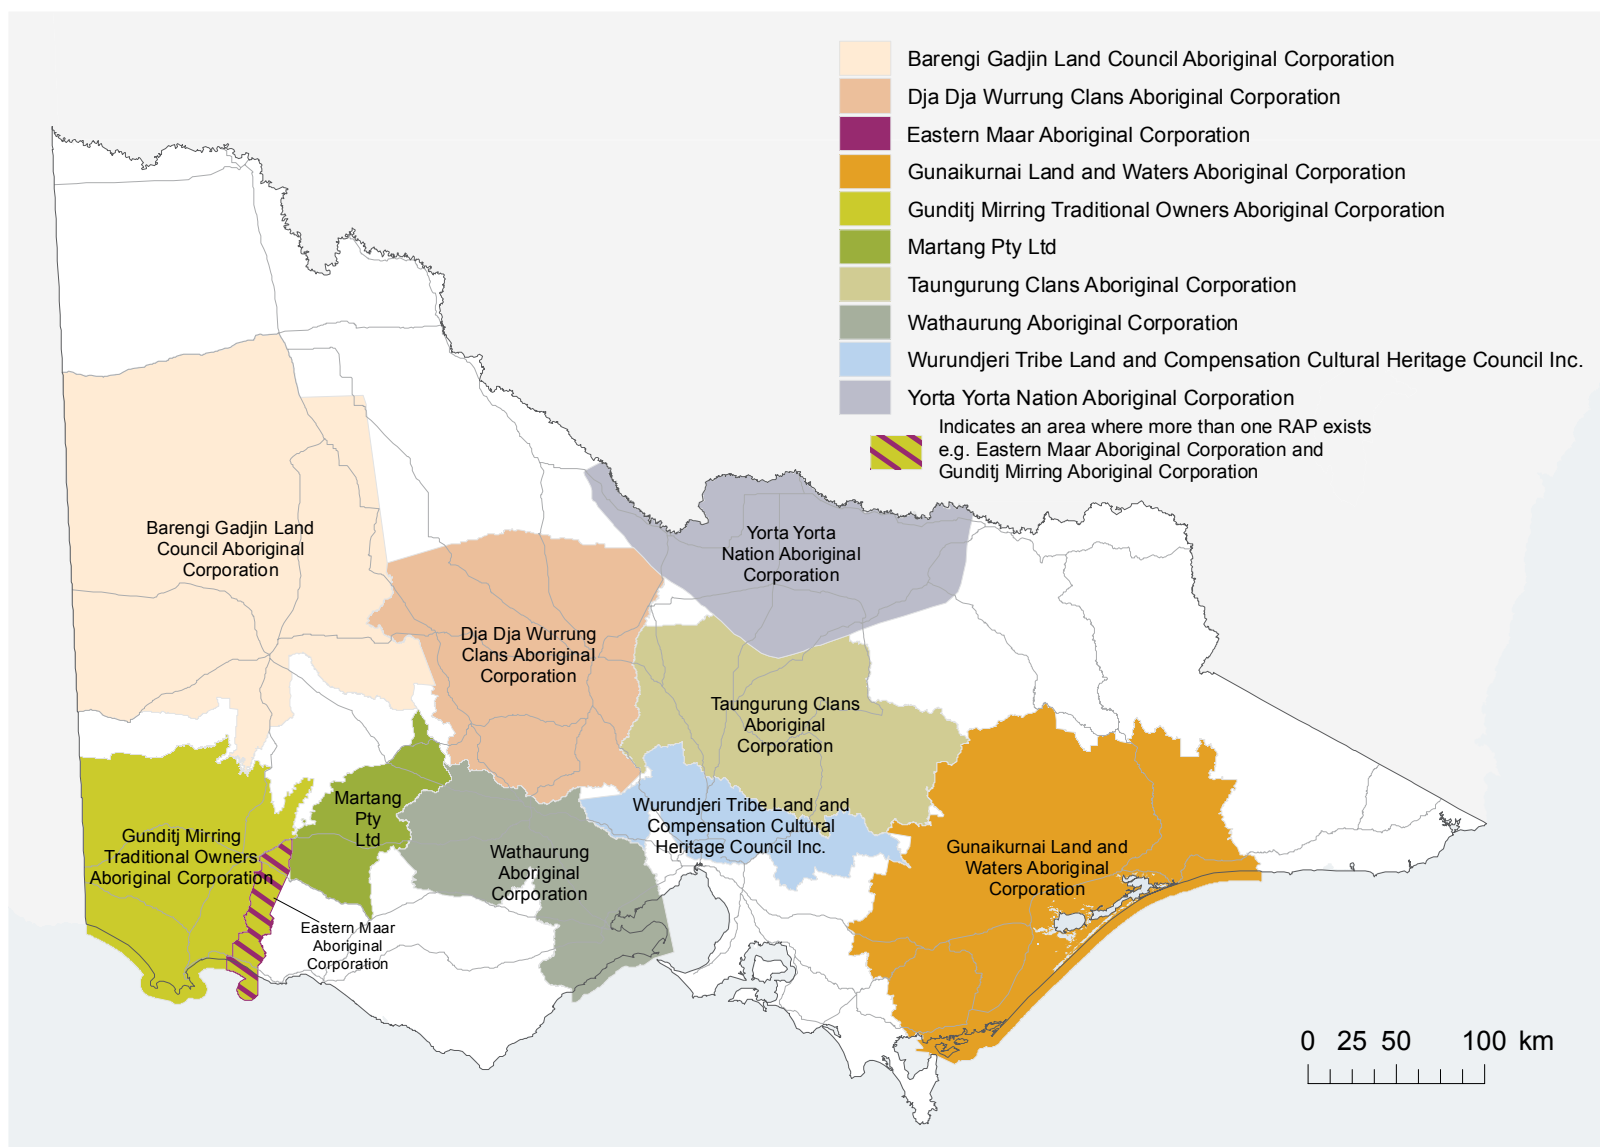 Barengi Gadjin Land Council Aboriginal Corporation
Dja Dja Wurrung Clans Aboriginal Corporation
Eastern Maar Aboriginal Corporation
Gunaikurnai Land and Waters Aboriginal Corporation
Gunditj Mirring Traditional Owners Aboriginal Corporation
Martang Pty Ltd
Taungurung Clans Aboriginal Corporation
Wathaurung Aboriginal Corporation
Wurundjeri Tribe Land and Compensation Cultural Heritage Council Inc.
Yorta Yorta Nation Aboriginal Corporation
Indicates an area where more than one RAP exists
e.g. Eastern Maar Aboriginal Corporation and
Gunditj Mirring Aboriginal Corporation
Barengi Gadjin Land
Council Aboriginal
Corporation
Yorta Yorta
Nation Aboriginal
Corporation
Dja Dja Wurrung
Clans Aboriginal
Corporation
Taungurung Clans
Aboriginal
Corporation
Martang
Pty
Ltd
Wurundjeri Tribe Land and
Compensation Cultural
Heritage Council Inc.
Gunditj Mirring
Traditional Owners
Aboriginal Corporation
Wathaurung
Aboriginal
Corporation
Gunaikurnai Land and
Waters Aboriginal
Corporation
Eastern Maar
Aboriginal
Corporation
0 25 50 100 km